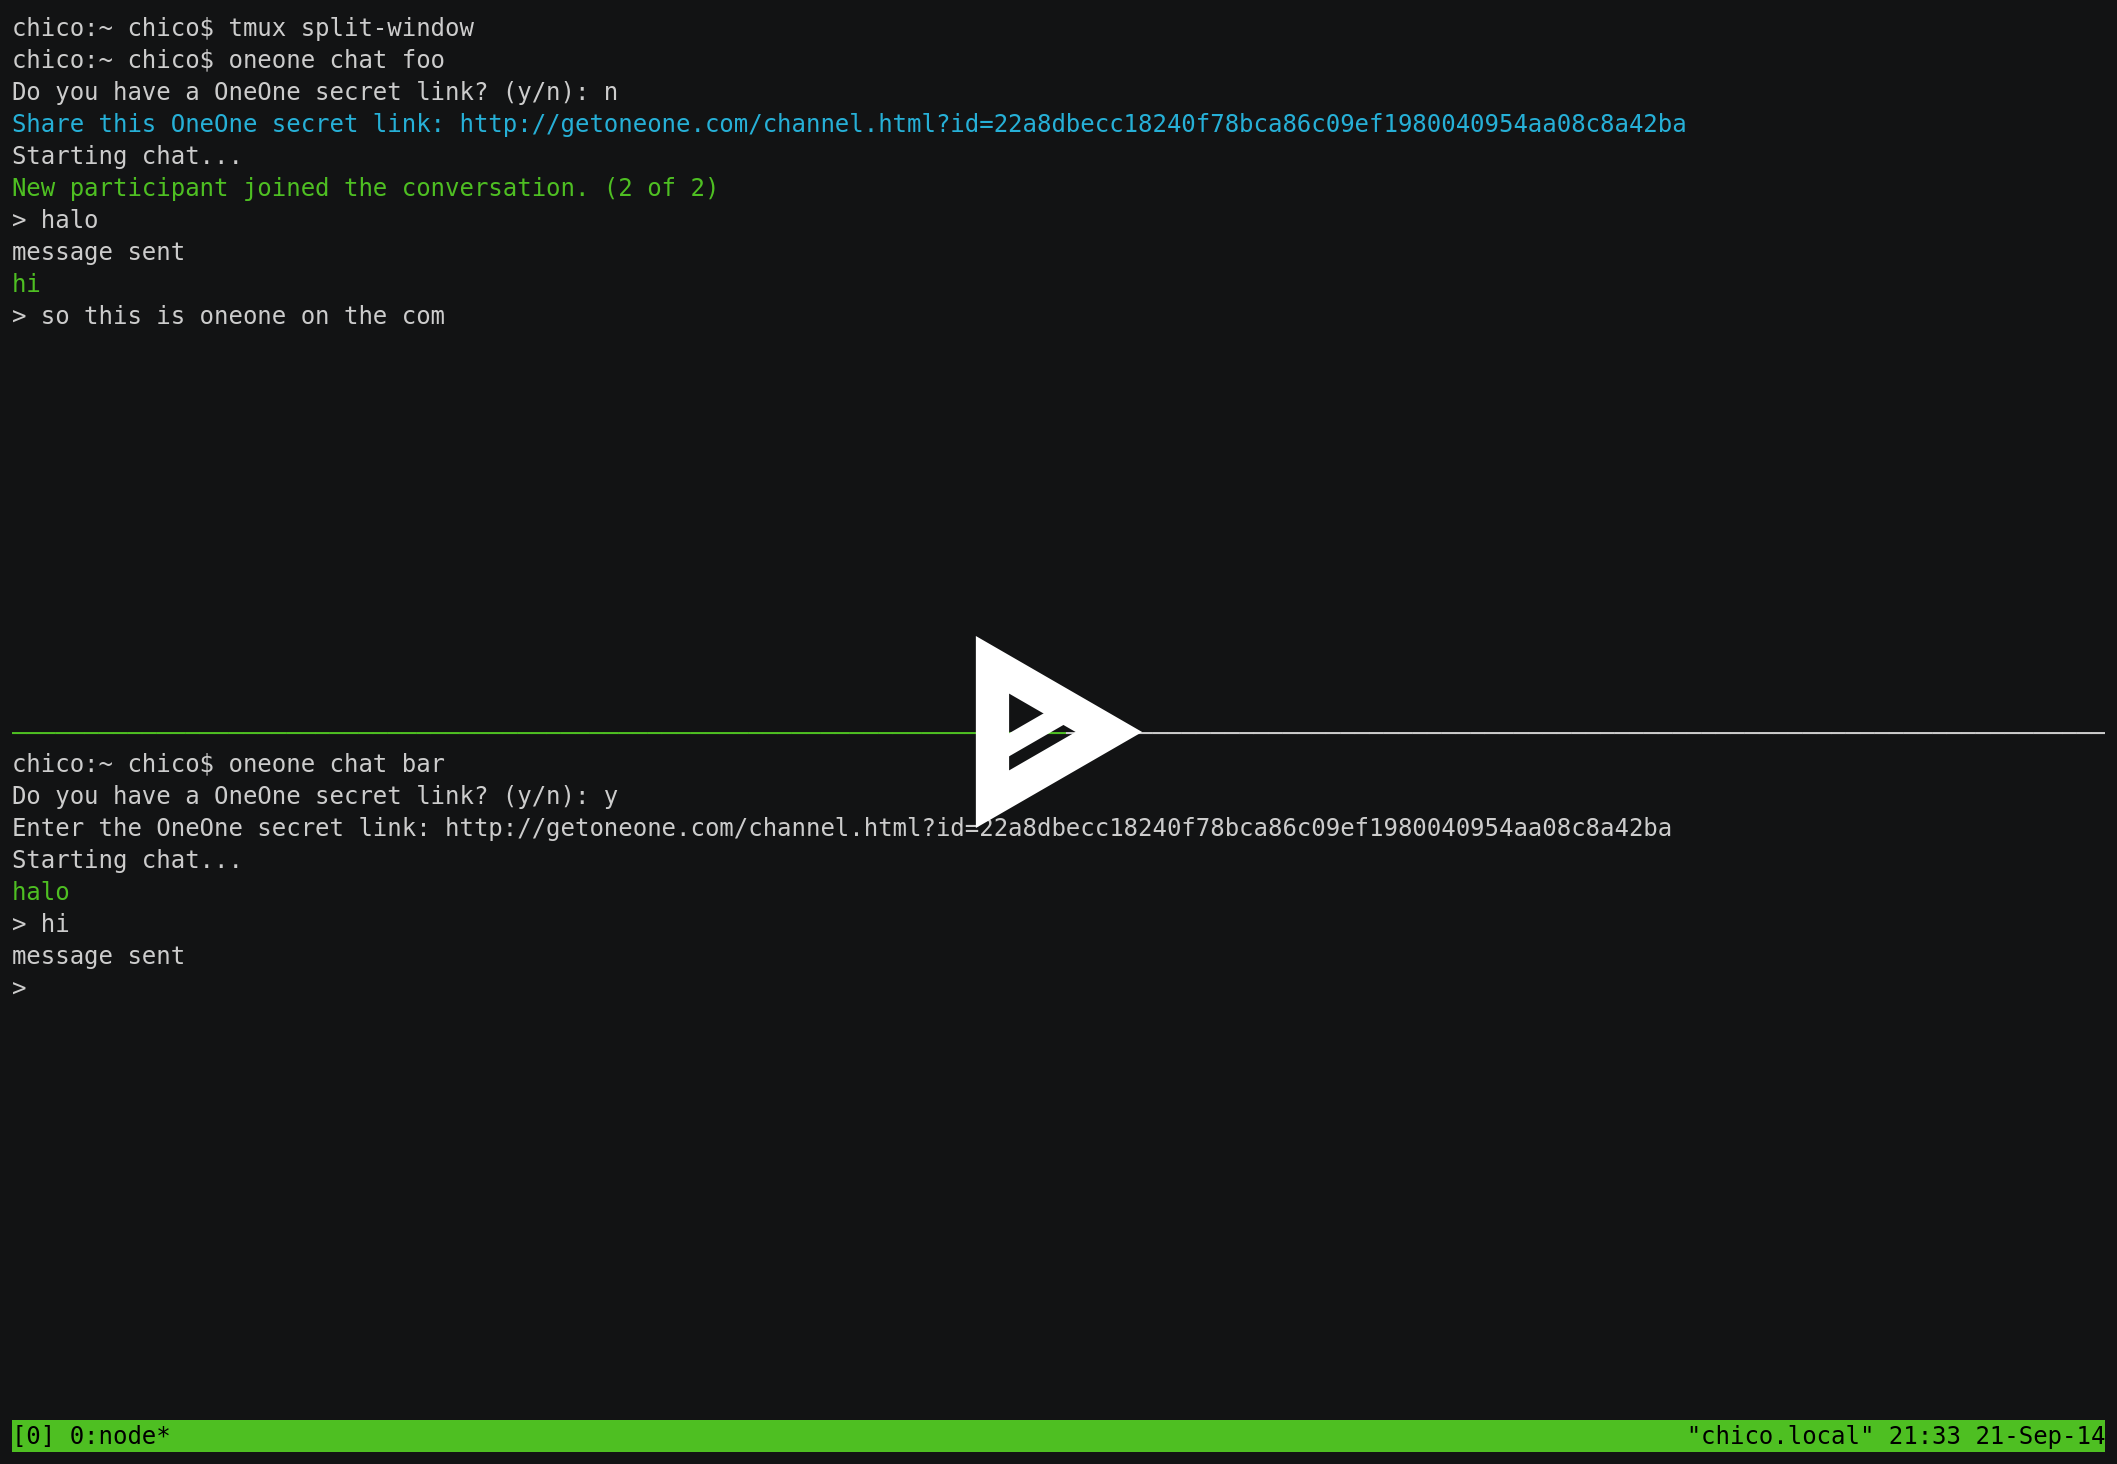 chico:~ chico$ tmux split-window
chico:~ chico$ oneone chat foo
Do you have a OneOne secret link? (y/n): n
Share this OneOne secret link: http://getoneone.com/channel.html?id=22a8dbecc18240f78bca86c09ef1980040954aa08c8a42ba
Starting chat...
New participant joined the conversation. (2 of 2)
> halo
message sent
hi
> so this is oneone on the com
chico:~ chico$ oneone chat bar
Do you have a OneOne secret link? (y/n): y
Enter the OneOne secret link: http://getoneone.com/channel.html?id=22a8dbecc18240f78bca86c09ef1980040954aa08c8a42ba
Starting chat...
halo
> hi
message sent
>
[0] 0:node* "chico.local" 21:33 21-Sep-14